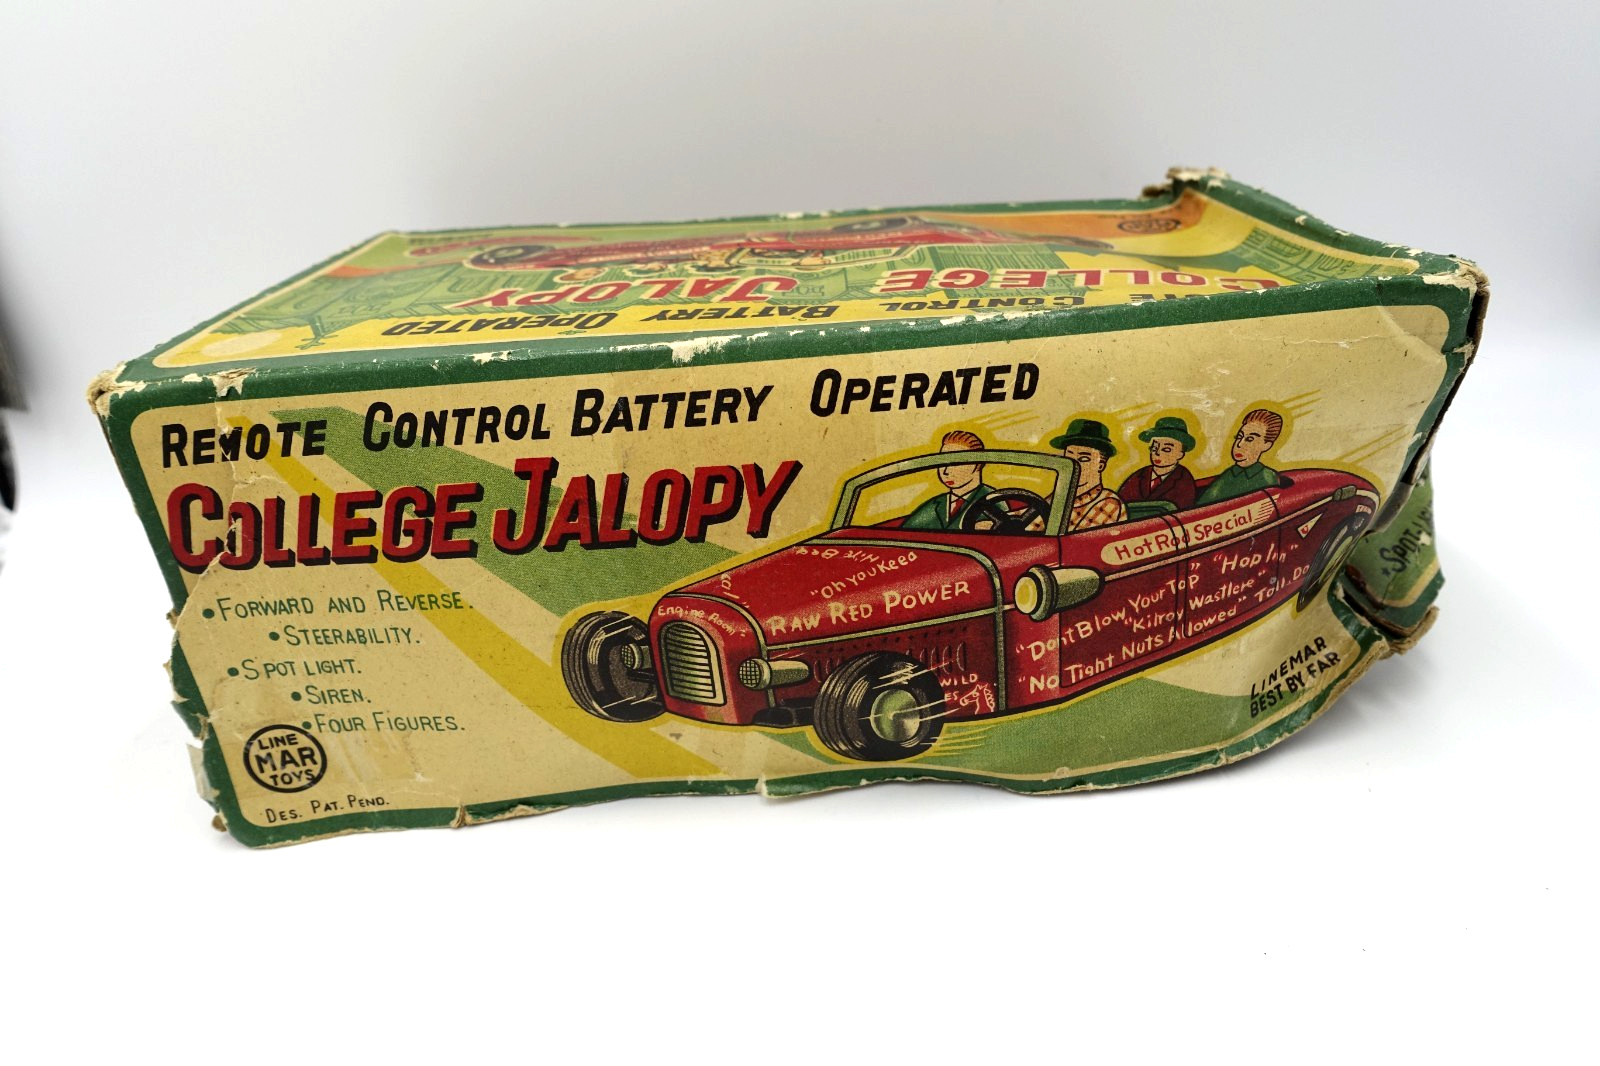 COLLEGE JALOPY
CONTROL BATTERY OPERATED
REMOTE CONTROL BATTERY OPERATED
COLLEGE JALOPY
• FORWARD AND REVERSE.
• STEERABILITY.
• SPOT LIGHT.
• SIREN.
• FOUR FIGURES.
LINE
MAR
TOYS
DES. PAT. PEND.
Hot Rod Special
"Oh You Keed
RAW RED POWER
Engine Room
"Dont Blow Your Top" "Hop In"
"Kilroy Wastlere"
"No Tight Nuts Allowed"
WILD
LINEMAR
BEST BY FAR